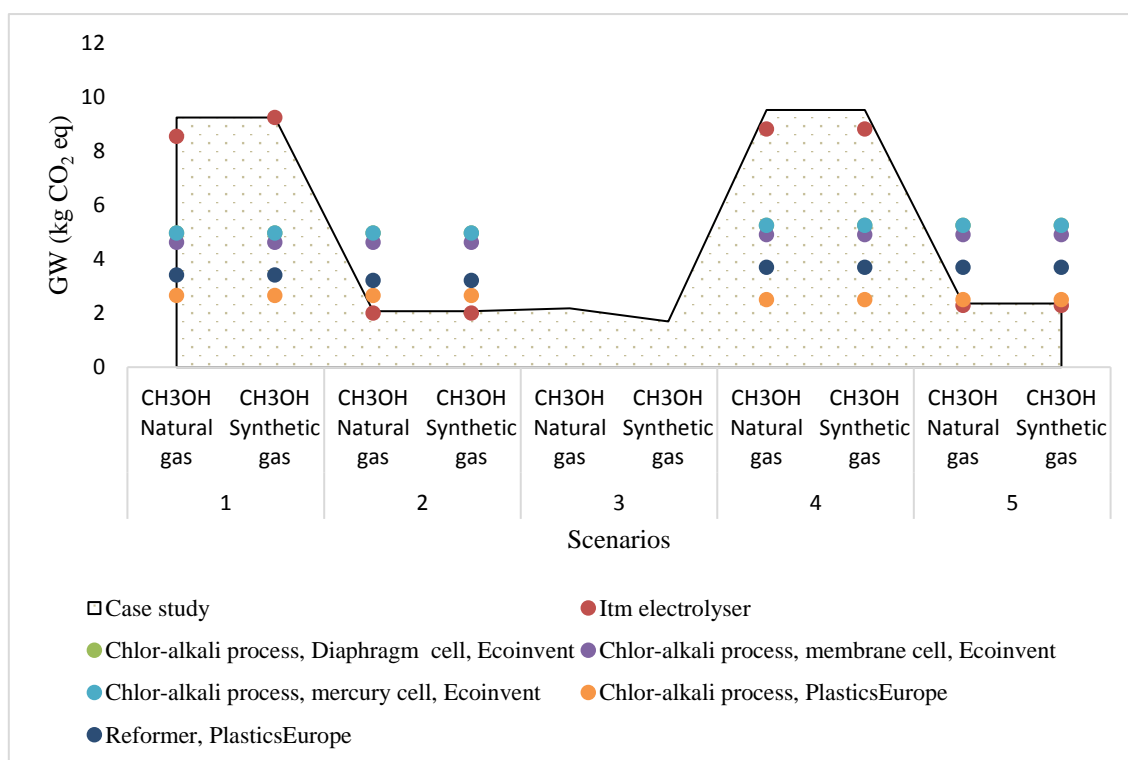 12
10
8
6
4
2
0
GW (kg CO₂ eq)
CH3OH CH3OH CH3OH CH3OH CH3OH CH3OH CH3OH CH3OH CH3OH CH3OH
Natural Synthetic Natural Synthetic Natural Synthetic Natural Synthetic Natural Synthetic
gas gas gas gas gas gas gas gas gas gas
1 2 3 4 5
Scenarios
Case study Itm electrolyser
Chlor-alkali process, Diaphragm cell, Ecoinvent Chlor-alkali process, membrane cell, Ecoinvent
Chlor-alkali process, mercury cell, Ecoinvent Chlor-alkali process, PlasticsEurope
Reformer, PlasticsEurope